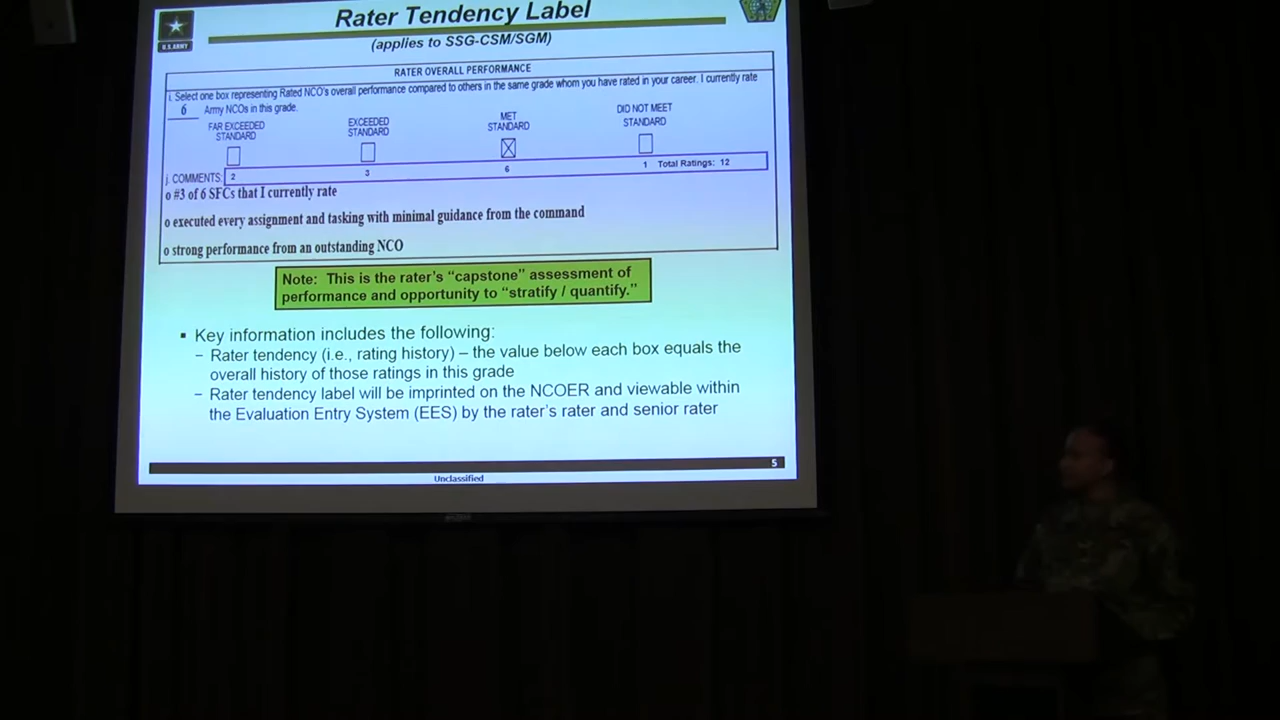 Rater Tendency Label
(applies to SSG-CSM/SGM)
U.S.ARMY
RATER OVERALL PERFORMANCE
i. Select one box representing Rated NCO's overall performance compared to others in the same grade whom you have rated in your career. I currently rate
6 Army NCOs in this grade.
FAR EXCEEDED STANDARD
EXCEEDED STANDARD
MET STANDARD
DID NOT MEET STANDARD
j. COMMENTS: 2 3 6 1 Total Ratings: 12
o #3 of 6 SFCs that I currently rate
o executed every assignment and tasking with minimal guidance from the command
o strong performance from an outstanding NCO
Note: This is the rater's “capstone” assessment of
performance and opportunity to “stratify / quantify.”
▪ Key information includes the following:
– Rater tendency (i.e., rating history) – the value below each box equals the
overall history of those ratings in this grade
– Rater tendency label will be imprinted on the NCOER and viewable within
the Evaluation Entry System (EES) by the rater's rater and senior rater
5
Unclassified